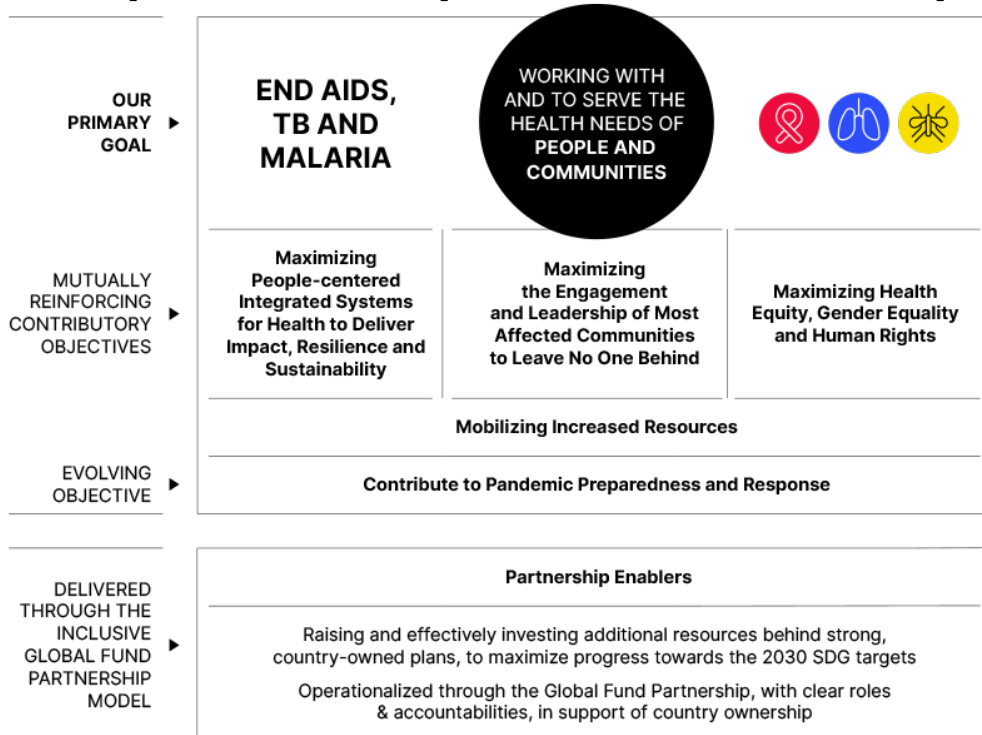 OUR
PRIMARY
GOAL
END AIDS,
TB AND
MALARIA
WORKING WITH
AND TO SERVE THE
HEALTH NEEDS OF
PEOPLE AND
COMMUNITIES
MUTUALLY
REINFORCING
CONTRIBUTORY
OBJECTIVES
Maximizing
People-centered
Integrated Systems
for Health to Deliver
Impact, Resilience and
Sustainability
Maximizing
the Engagement
and Leadership of Most
Affected Communities
to Leave No One Behind
Maximizing Health
Equity, Gender Equality
and Human Rights
Mobilizing Increased Resources
EVOLVING
OBJECTIVE
Contribute to Pandemic Preparedness and Response
DELIVERED
THROUGH THE
INCLUSIVE
GLOBAL FUND
PARTNERSHIP
MODEL
Partnership Enablers
Raising and effectively investing additional resources behind strong,
country-owned plans, to maximize progress towards the 2030 SDG targets
Operationalized through the Global Fund Partnership, with clear roles
& accountabilities, in support of country ownership